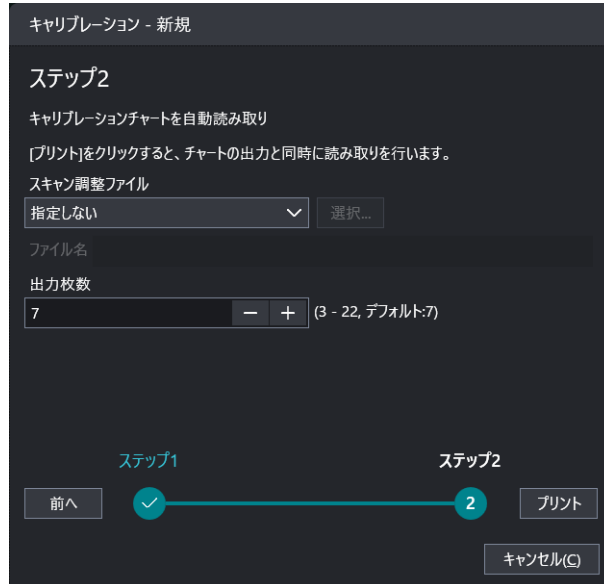 キャリブレーション - 新規
ステップ2
キャリブレーションチャートを自動読み取り
[プリント]をクリックすると、チャートの出力と同時に読み取りを行います。
スキャン調整ファイル
指定しない
選択...
ファイル名
出力枚数
7
(3 - 22, デフォルト:7)
ステップ1
ステップ2
前へ
2
プリント
キャンセル(C)